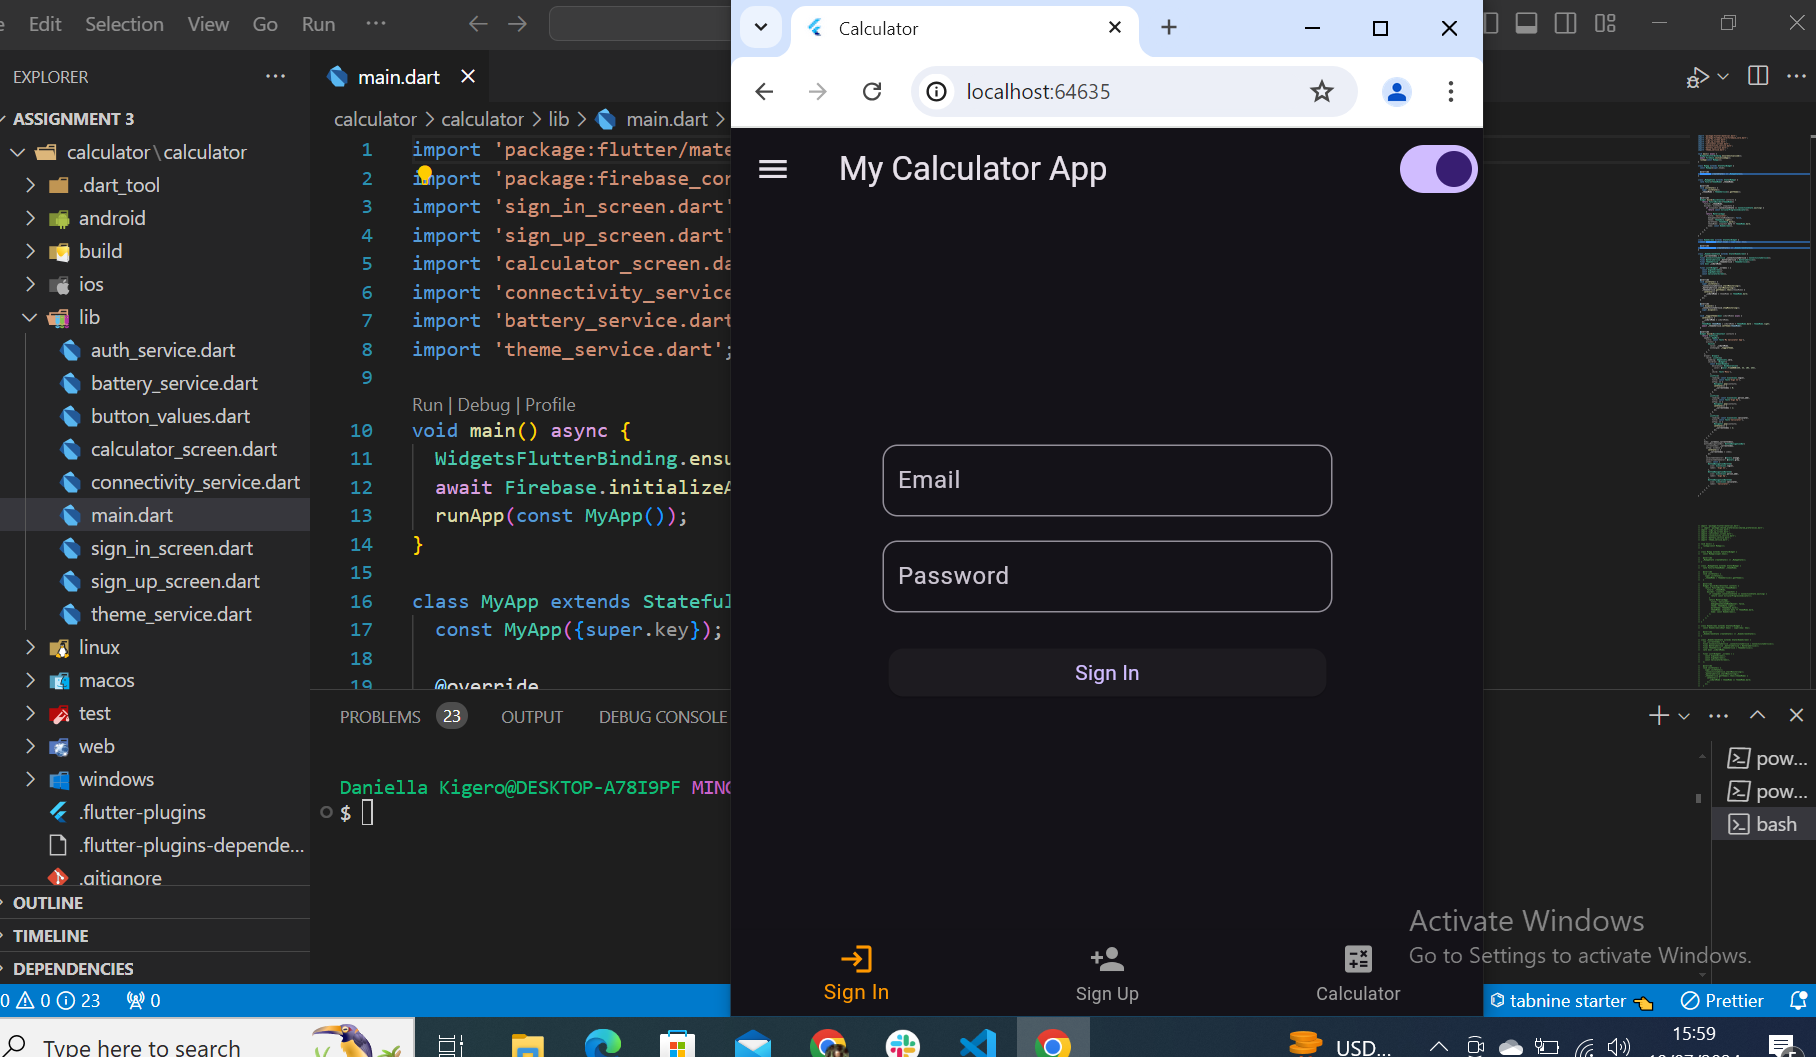 Edit Selection View Go Run ···
EXPLORER
ASSIGNMENT 3
calculator\calculator
.dart_tool
android
build
ios
lib
auth_service.dart
battery_service.dart
button_values.dart
calculator_screen.dart
connectivity_service.dart
main.dart
sign_in_screen.dart
sign_up_screen.dart
theme_service.dart
linux
macos
test
web
windows
.flutter-plugins
.flutter-plugins-depende...
.gitignore
OUTLINE
TIMELINE
DEPENDENCIES
main.dart
calculator > calculator > lib > main.dart >
1 import 'package:flutter/mate
2 import 'package:firebase_cor
3 import 'sign_in_screen.dart'
4 import 'sign_up_screen.dart'
5 import 'calculator_screen.da
6 import 'connectivity_service
7 import 'battery_service.dart
8 import 'theme_service.dart';
9
Run | Debug | Profile
10 void main() async {
11 WidgetsFlutterBinding.ensu
12 await Firebase.initializeA
13 runApp(const MyApp());
14 }
15
16 class MyApp extends Stateful
17 const MyApp({super.key});
18
19 @override
PROBLEMS 23 OUTPUT DEBUG CONSOLE
Daniella Kigero@DESKTOP-A78I9PF MING
$
Calculator
localhost:64635
My Calculator App
Email
Password
Sign In
Sign In
Sign Up
Calculator
pow...
pow...
bash
Activate Windows
Go to Settings to activate Windows.
0 0 23 0
tabnine starter
Prettier
Type here to search
USD...
15:59